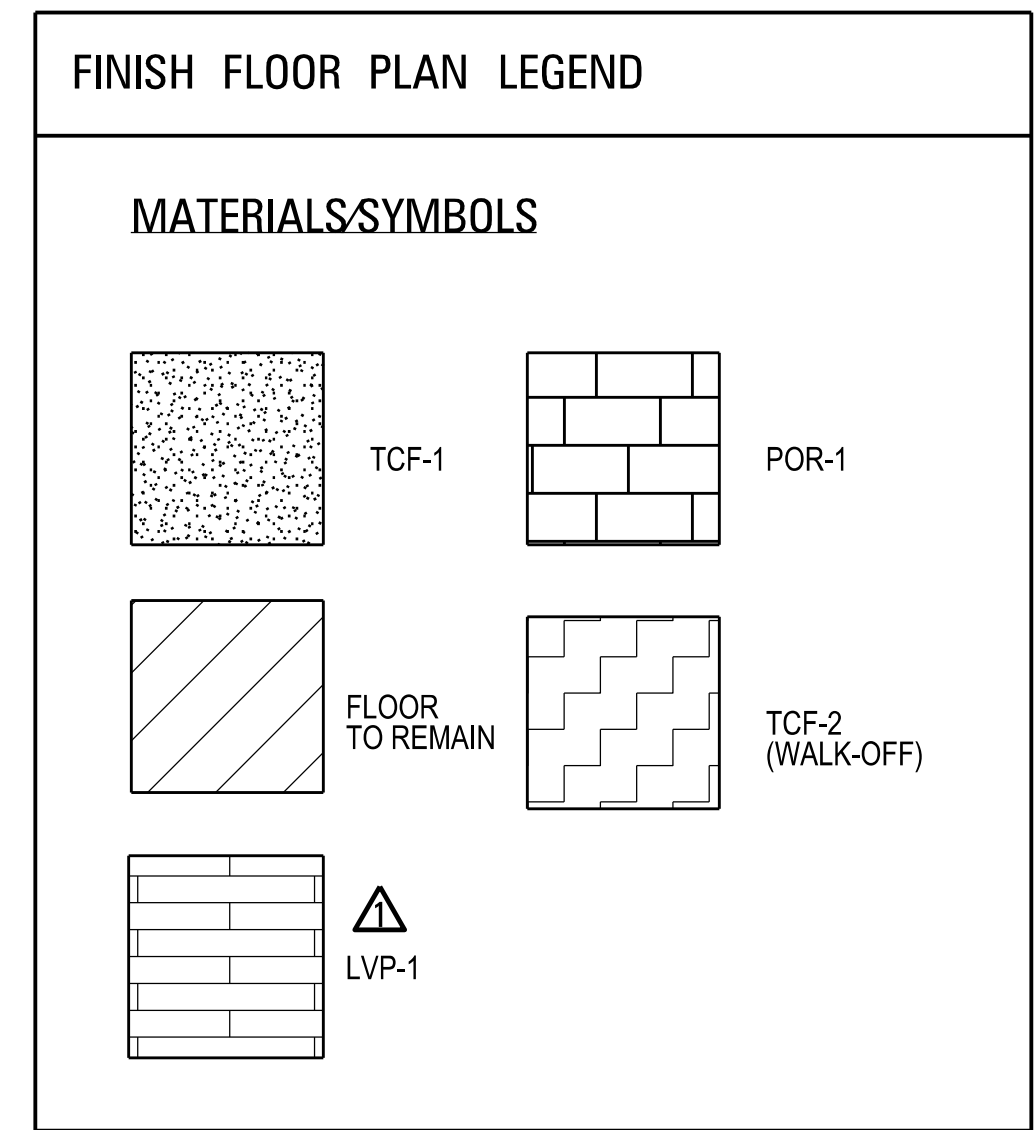 FINISH FLOOR PLAN LEGEND
MATERIALS/SYMBOLS
TCF-1
POR-1
FLOOR
TO REMAIN
TCF-2
(WALK-OFF)
1
LVP-1